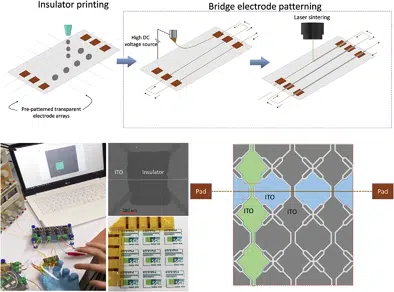 Insulator printing
Bridge electrode patterning
High DC
voltage source
Laser sintering
Pre-patterned transparent
electrode arrays
ITO
Insulator
Pad
ITO
ITO
ITO
Pad